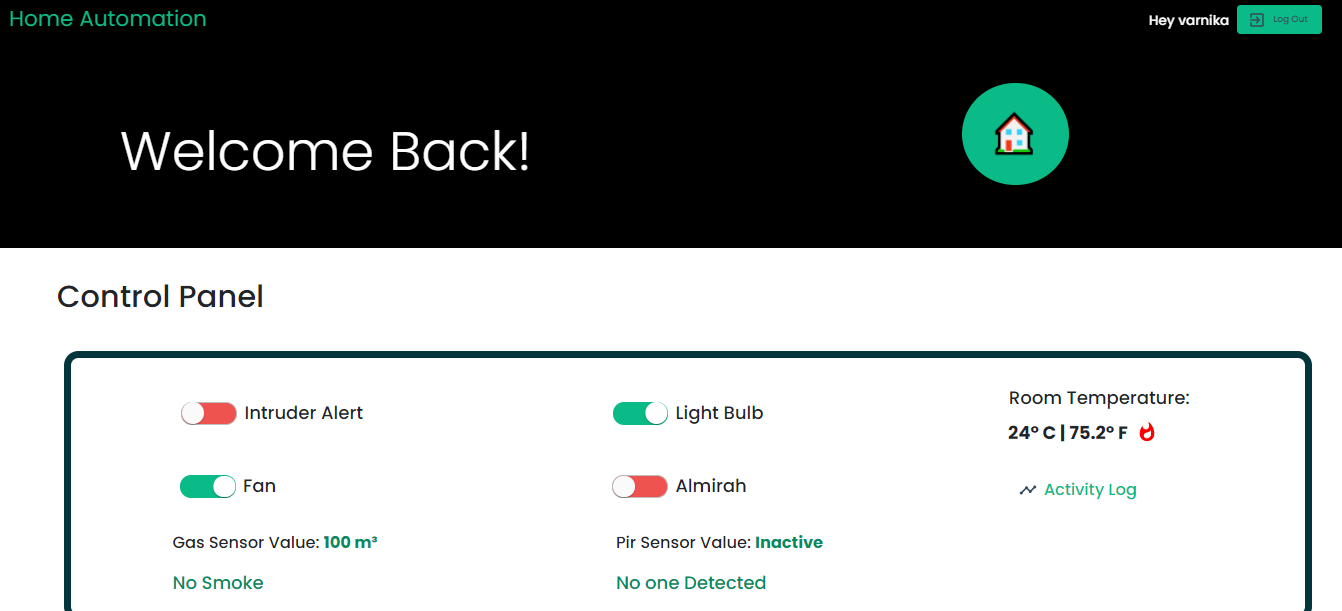 Home Automation
Hey varnika
Log Out
Welcome Back!
Control Panel
Intruder Alert
Light Bulb
Room Temperature:
24° C | 75.2° F
Fan
Almirah
Activity Log
Gas Sensor Value: 100 m³
Pir Sensor Value: Inactive
No Smoke
No one Detected